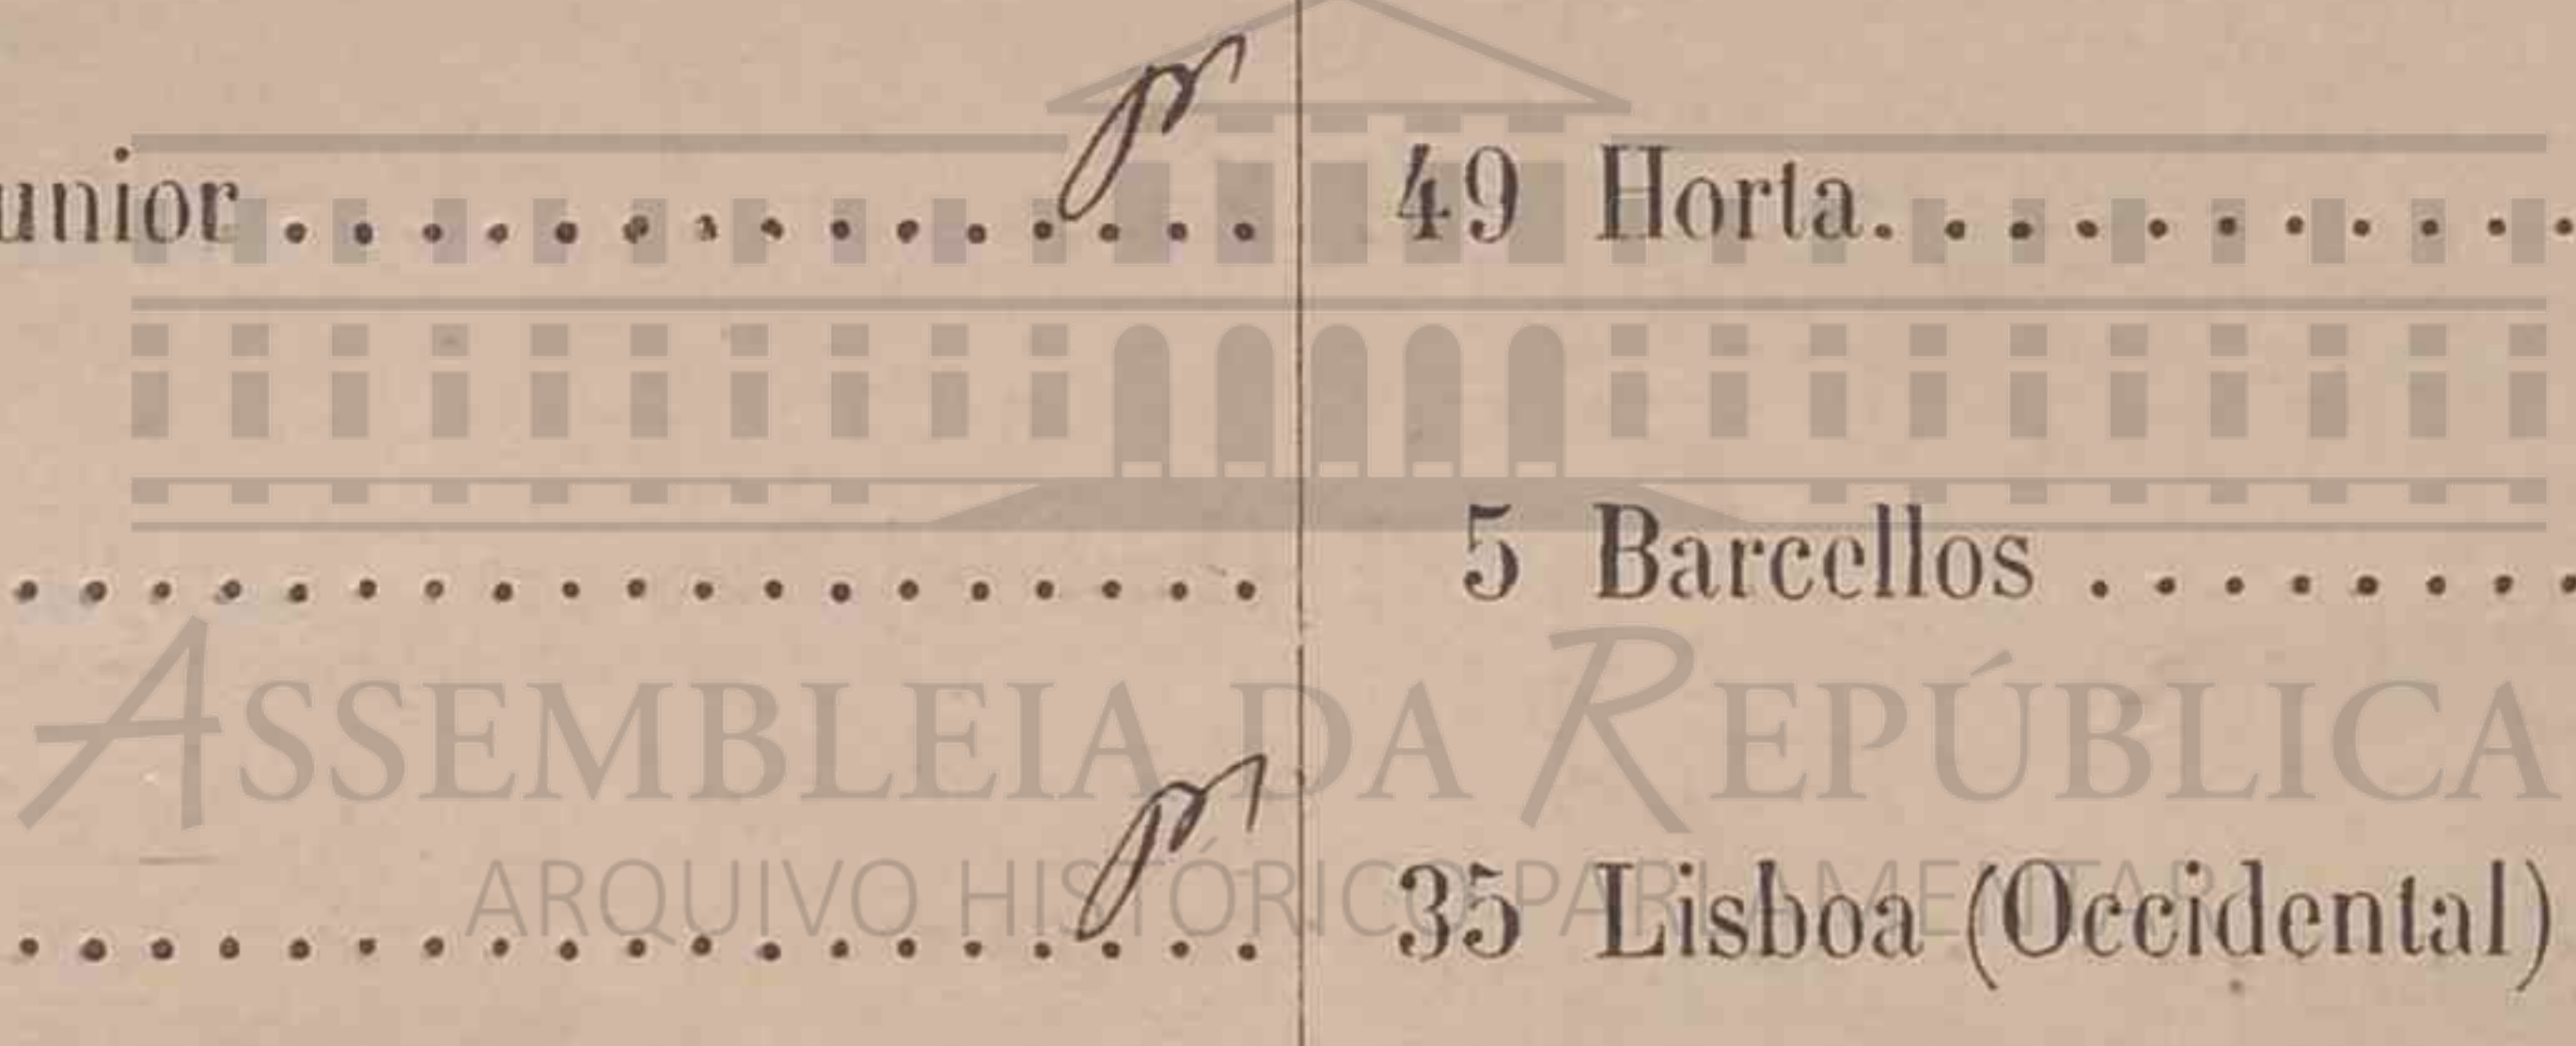 unior . . . . . . . . . . . . . . . pr 49 Horta. . . . . . . . . . .
. . . . . . . . . . . . . . . . . . . 5 Barcellos . . . . . . . .
ASSEMBLEIA DA REPÚBLICA
ARQUIVO HISTÓRICO PARLAMENTAR
. . . . . . . . . . . . . . . . . . . pr 35 Lisboa (Occidental)